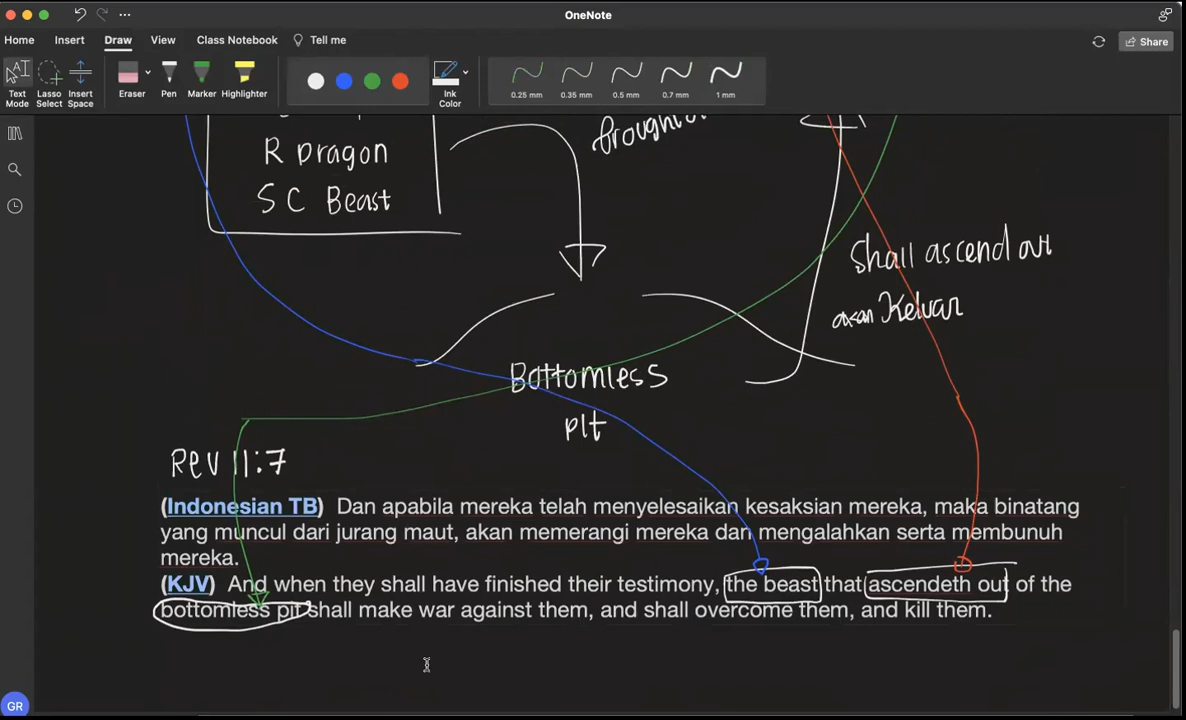 OneNote
Home Insert Draw View Class Notebook Tell me
Share
Text Mode
Lasso Select
Insert Space
Eraser
Pen
Marker
Highlighter
Ink Color
0.25 mm 0.35 mm 0.5 mm 0.7 mm 1 mm
R Dragon
SC Beast
Shall ascend out
akan Keluar
Bottomless
pit
Rev 11:7
(Indonesian TB) Dan apabila mereka telah menyelesaikan kesaksian mereka, maka binatang
yang muncul dari jurang maut, akan memerangi mereka dan mengalahkan serta membunuh
mereka.
(KJV) And when they shall have finished their testimony, the beast that ascendeth out of the
bottomless pit shall make war against them, and shall overcome them, and kill them.
GR